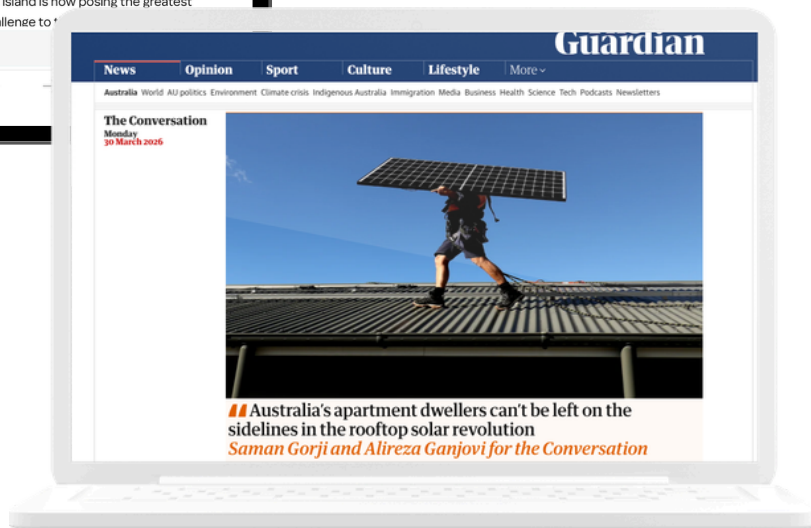 island is now posing the greatest
Guardian
News Opinion Sport Culture Lifestyle More
Australia World AU politics Environment Climate crisis Indigenous Australia Immigration Media Business Health Science Tech Podcasts Newsletters
The Conversation
Monday
30 March 2026
Australia's apartment dwellers can't be left on the
sidelines in the rooftop solar revolution
Saman Gorji and Alireza Ganjovi for the Conversation